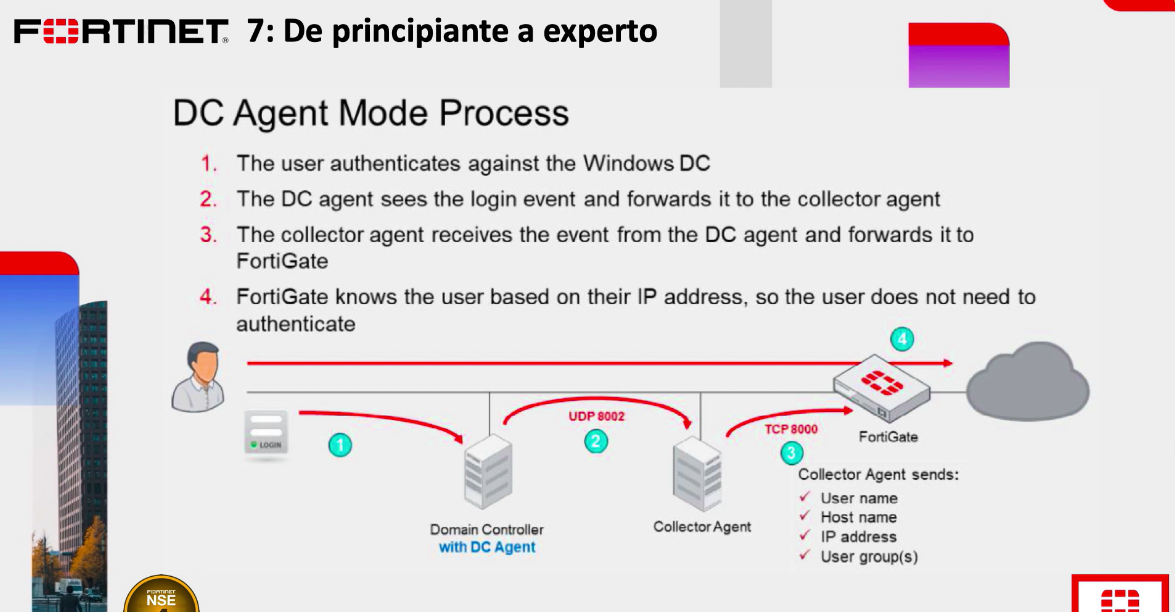 FORTINET 7: De principiante a experto
DC Agent Mode Process
1. The user authenticates against the Windows DC
2. The DC agent sees the login event and forwards it to the collector agent
3. The collector agent receives the event from the DC agent and forwards it to
FortiGate
4. FortiGate knows the user based on their IP address, so the user does not need to
authenticate
4
UDP 8002
LOGIN
1
2
TCP 8000
3
FortiGate
Domain Controller
with DC Agent
Collector Agent
Collector Agent sends:
✓ User name
✓ Host name
✓ IP address
✓ User group(s)
FORTINET
NSE